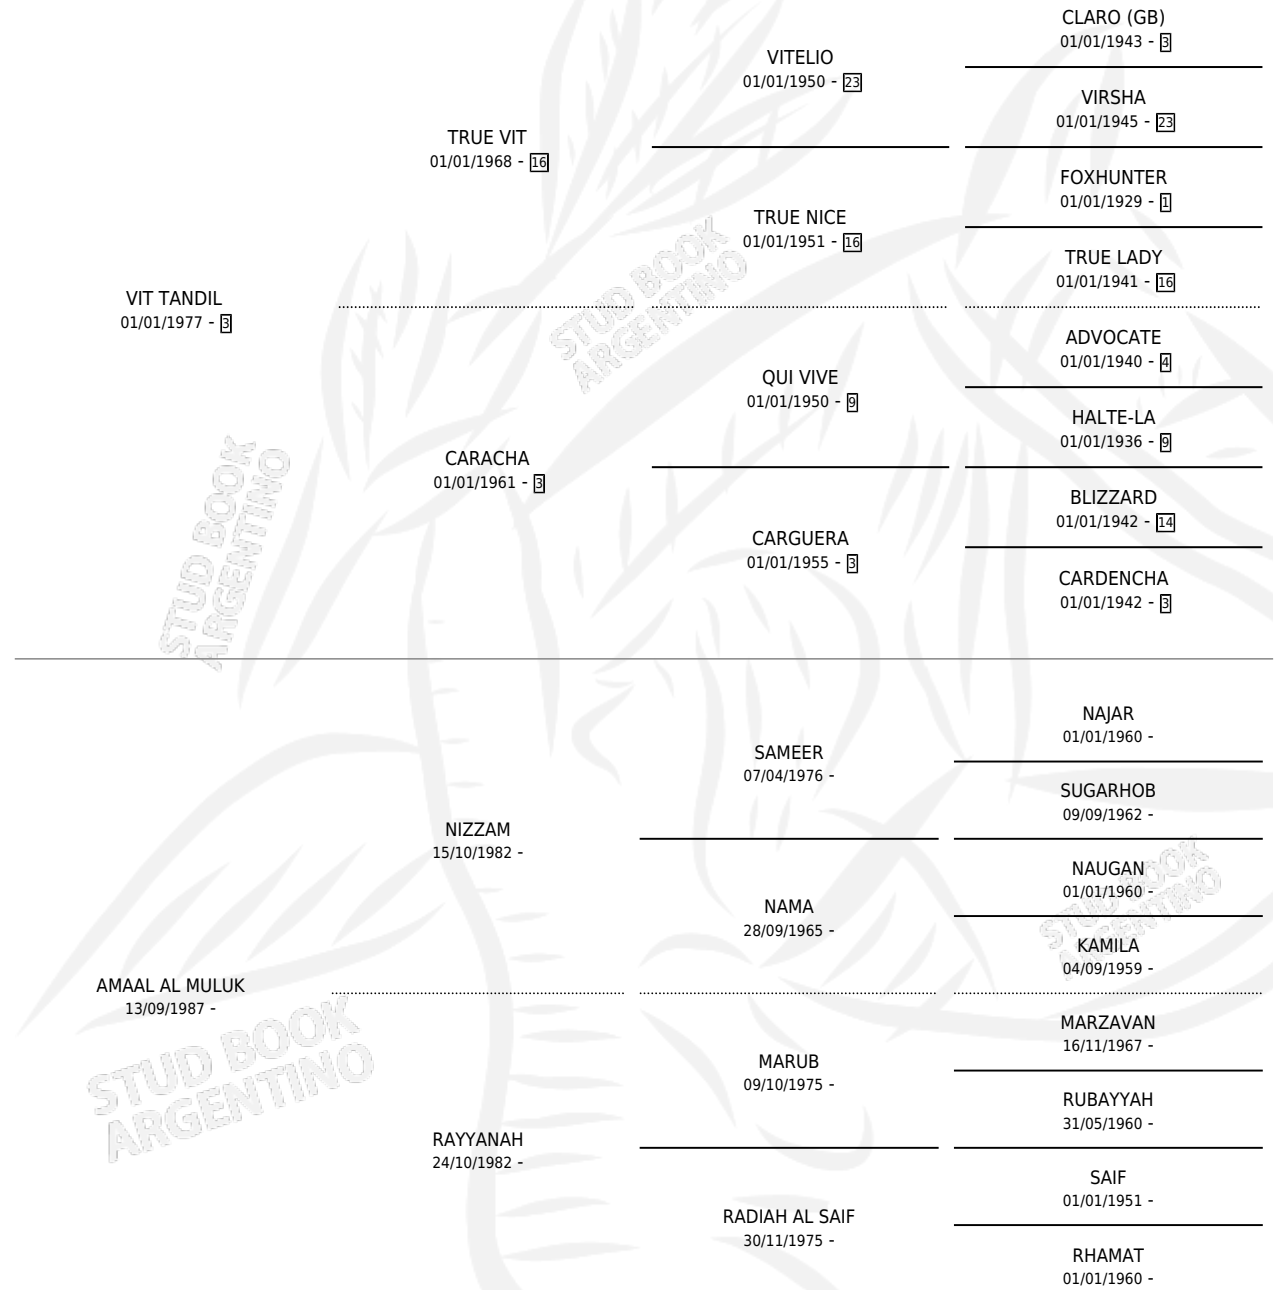 CLARO (GB)
01/01/1943 - 3
VITELIO
01/01/1950 - 23
VIRSHA
01/01/1945 - 23
TRUE VIT
01/01/1968 - 16
FOXHUNTER
01/01/1929 - 1
TRUE NICE
01/01/1951 - 16
TRUE LADY
01/01/1941 - 16
VIT TANDIL
01/01/1977 - 3
ADVOCATE
01/01/1940 - 4
QUI VIVE
01/01/1950 - 9
HALTE-LA
01/01/1936 - 9
CARACHA
01/01/1961 - 3
BLIZZARD
01/01/1942 - 14
CARGUERA
01/01/1955 - 3
CARDENCHA
01/01/1942 - 3
NAJAR
01/01/1960 -
SAMEER
07/04/1976 -
SUGARHOB
09/09/1962 -
NIZZAM
15/10/1982 -
NAUGAN
01/01/1960 -
NAMA
28/09/1965 -
KAMILA
04/09/1959 -
AMAAL AL MULUK
13/09/1987 -
MARZAVAN
16/11/1967 -
MARUB
09/10/1975 -
RUBAYYAH
31/05/1960 -
RAYYANAH
24/10/1982 -
SAIF
01/01/1951 -
RADIAH AL SAIF
30/11/1975 -
RHAMAT
01/01/1960 -
STUD BOOK
ARGENTINO
STUD BOOK
ARGENTINO
STUD BOOK
ARGENTINO
STUD BOOK
ARGENTINO